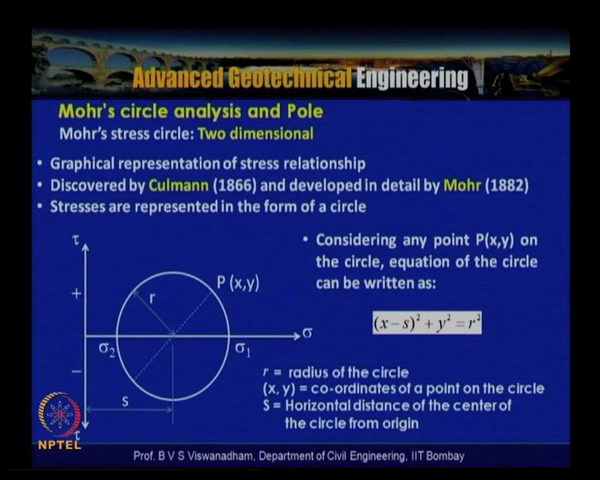 Advanced Geotechnical Engineering
Mohr's circle analysis and Pole
Mohr's stress circle: Two dimensional
• Graphical representation of stress relationship
• Discovered by Culmann (1866) and developed in detail by Mohr (1882)
• Stresses are represented in the form of a circle
τ
+
r
P (x,y)
σ
σ2
σ1
–
s
τ
• Considering any point P(x,y) on
the circle, equation of the circle
can be written as:
(x – s)² + y² = r²
r = radius of the circle
(x, y) = co-ordinates of a point on the circle
S = Horizontal distance of the center of
the circle from origin
NPTEL
Prof. B V S Viswanadham, Department of Civil Engineering, IIT Bombay